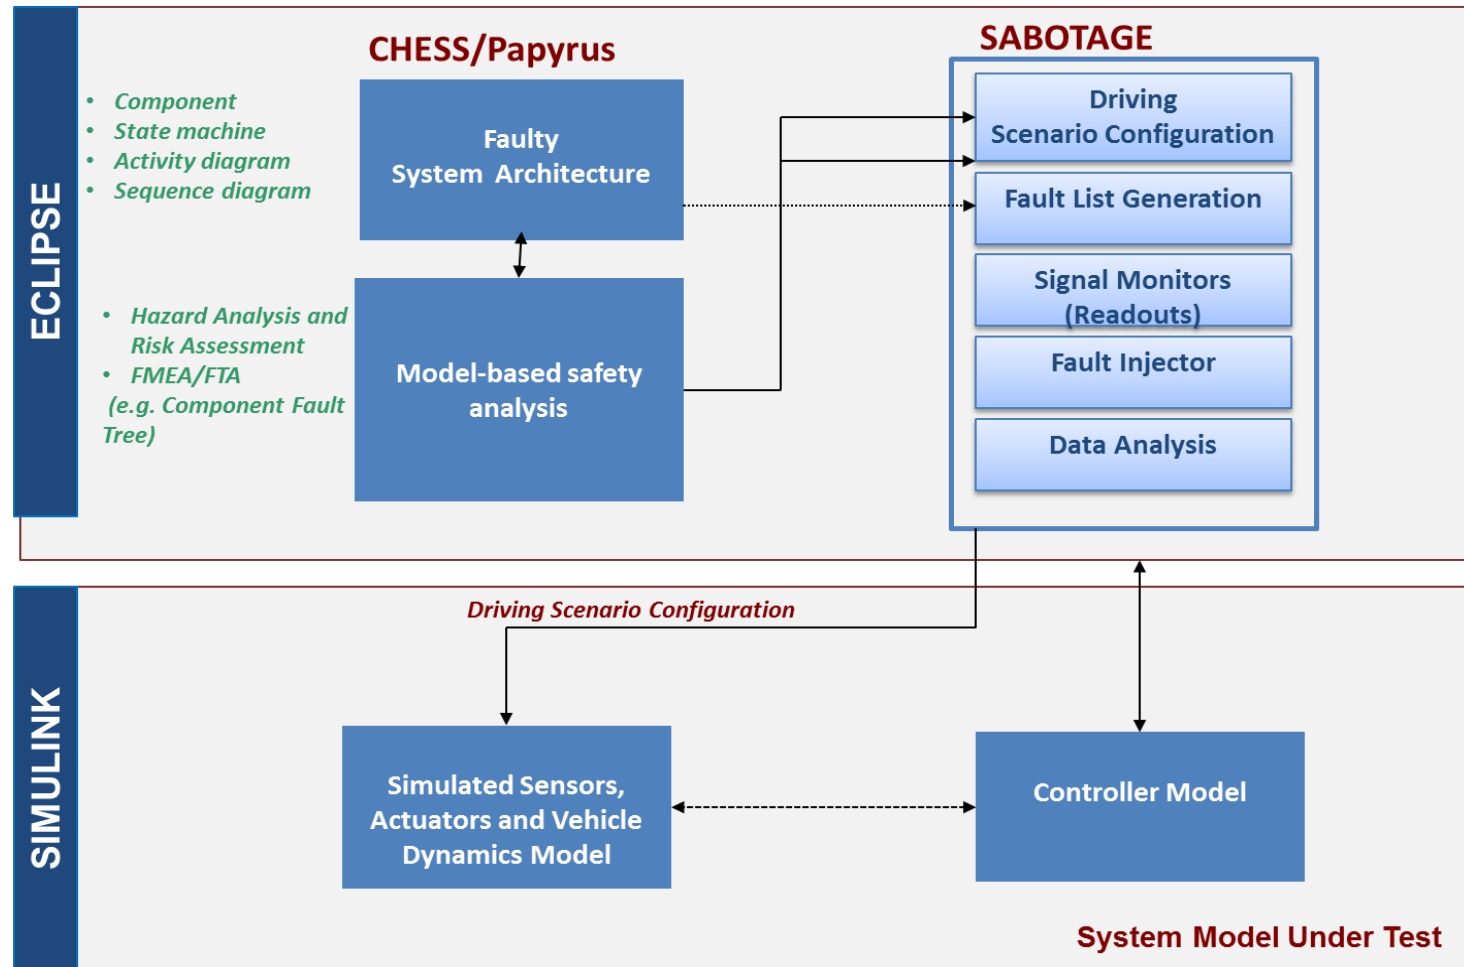 ECLIPSE
CHESS/Papyrus
• Component
• State machine
• Activity diagram
• Sequence diagram
Faulty
System Architecture
• Hazard Analysis and
Risk Assessment
• FMEA/FTA
(e.g. Component Fault
Tree)
Model-based safety
analysis
SABOTAGE
Driving
Scenario Configuration
Fault List Generation
Signal Monitors
(Readouts)
Fault Injector
Data Analysis
SIMULINK
Driving Scenario Configuration
Simulated Sensors,
Actuators and Vehicle
Dynamics Model
Controller Model
System Model Under Test